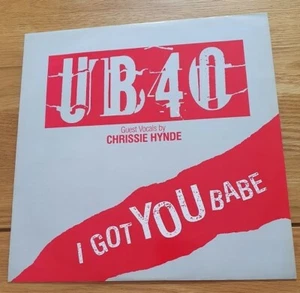 UB40
Guest Vocals by
CHRISSIE HYNDE
I GOT YOU BABE